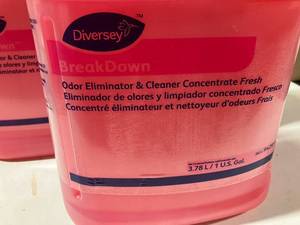 Diversey™
BreakDown
Odor Eliminator & Cleaner Concentrate Fresh
Eliminador de olores y limpiador concentrado Fresco
Concentré éliminateur et nettoyeur d'odeurs Frais
3.78 L / 1 U.S. Gal.